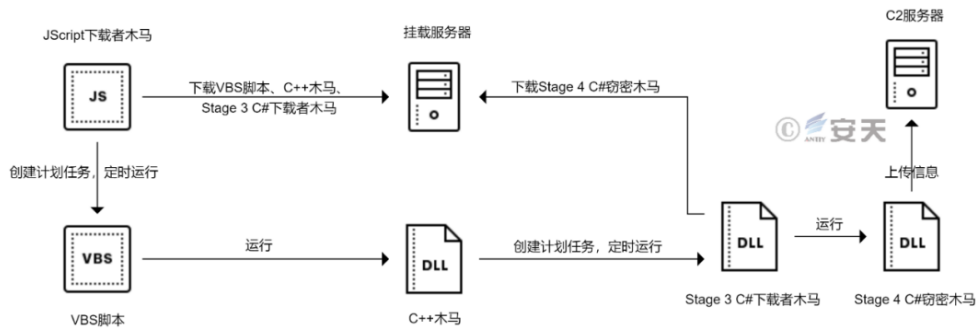 C2服务器
JScript下载者木马
挂载服务器
JS
下载VBS脚本、C++木马、
Stage 3 C#下载者木马
下载Stage 4 C#窃密木马
© 安天
ANTIY
创建计划任务，定时运行
上传信息
VBS
运行
DLL
创建计划任务，定时运行
DLL
运行
DLL
VBS脚本
C++木马
Stage 3 C#下载者木马
Stage 4 C#窃密木马